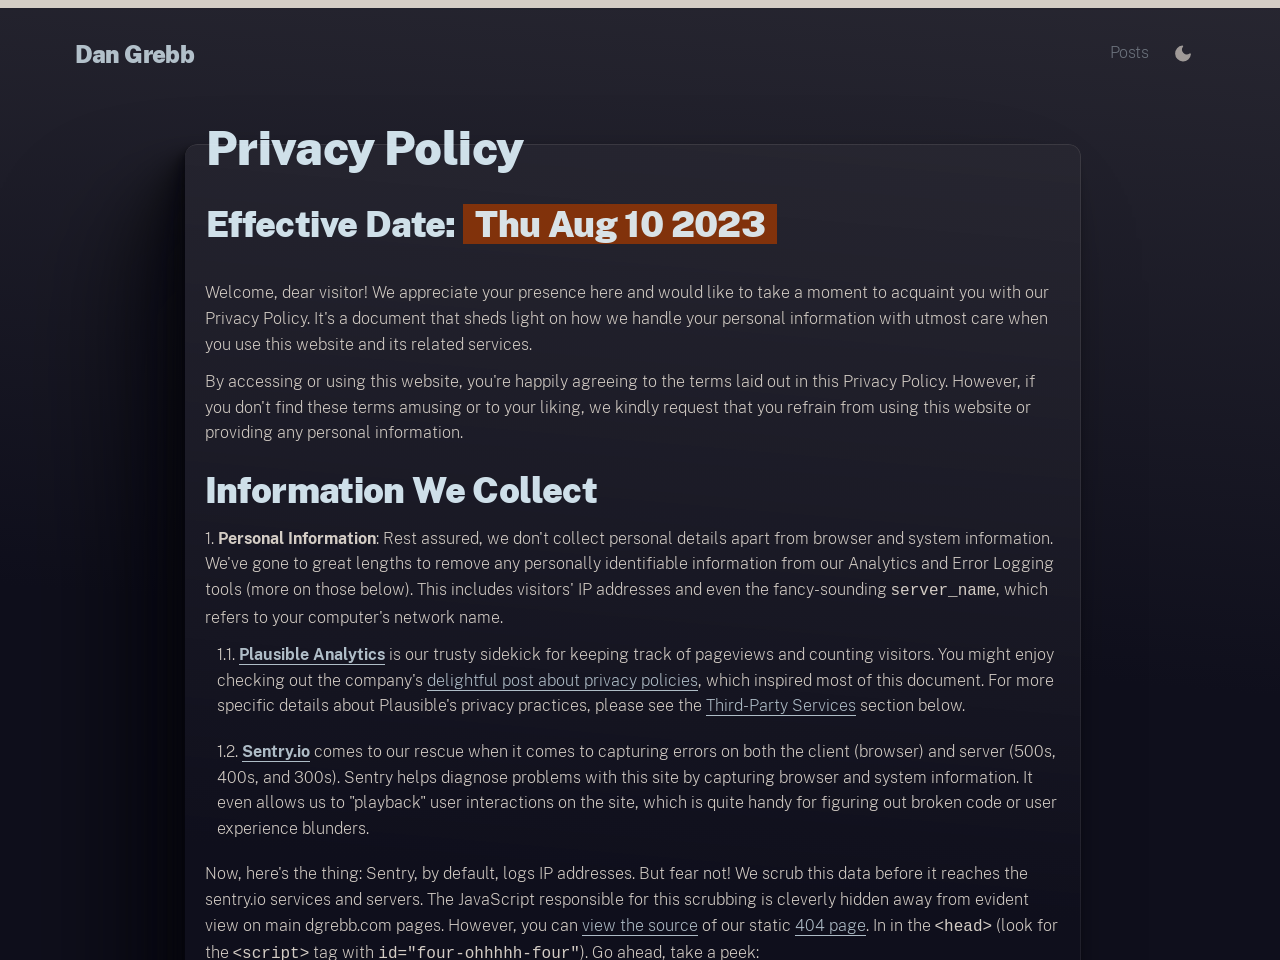 Dan Grebb
Posts
Privacy Policy
Effective Date: Thu Aug 10 2023
Welcome, dear visitor! We appreciate your presence here and would like to take a moment to acquaint you with our
Privacy Policy. It's a document that sheds light on how we handle your personal information with utmost care when
you use this website and its related services.
By accessing or using this website, you're happily agreeing to the terms laid out in this Privacy Policy. However, if
you don't find these terms amusing or to your liking, we kindly request that you refrain from using this website or
providing any personal information.
Information We Collect
1. Personal Information: Rest assured, we don't collect personal details apart from browser and system information.
We've gone to great lengths to remove any personally identifiable information from our Analytics and Error Logging
tools (more on those below). This includes visitors' IP addresses and even the fancy-sounding server_name, which
refers to your computer's network name.
1.1. Plausible Analytics is our trusty sidekick for keeping track of pageviews and counting visitors. You might enjoy
checking out the company's delightful post about privacy policies, which inspired most of this document. For more
specific details about Plausible's privacy practices, please see the Third-Party Services section below.
1.2. Sentry.io comes to our rescue when it comes to capturing errors on both the client (browser) and server (500s,
400s, and 300s). Sentry helps diagnose problems with this site by capturing browser and system information. It
even allows us to "playback" user interactions on the site, which is quite handy for figuring out broken code or user
experience blunders.
Now, here's the thing: Sentry, by default, logs IP addresses. But fear not! We scrub this data before it reaches the
sentry.io services and servers. The JavaScript responsible for this scrubbing is cleverly hidden away from evident
view on main dgrebb.com pages. However, you can view the source of our static 404 page. In in the <head> (look for
the <script> tag with id="four-ohhhhh-four"). Go ahead, take a peek: